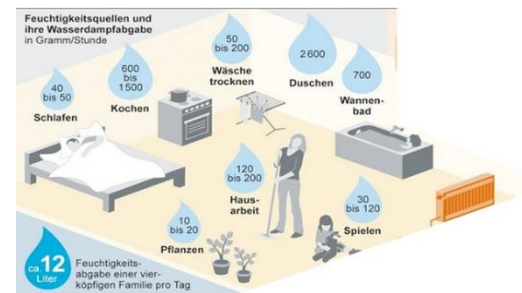 Feuchtigkeitsquellen und
ihre Wasserdampfabgabe
in Gramm/Stunde
40
bis 50
Schlafen
600
bis
1500
Kochen
50
bis 200
Wäsche
trocknen
2600
Duschen
700
Wannen-
bad
120
bis 200
Haus-
arbeit
30
bis 120
Spielen
10
bis 20
Pflanzen
ca. 12
Liter
Feuchtigkeits-
abgabe einer vier-
köpfigen Familie pro Tag